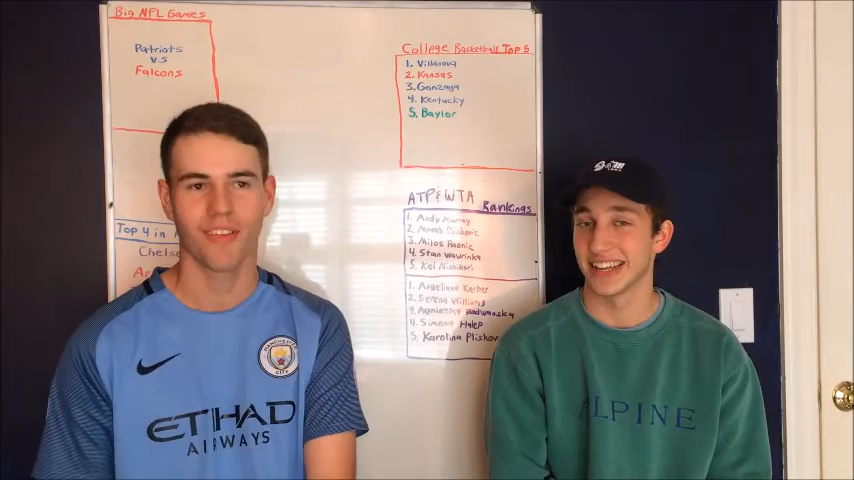 Big NFL Games
Patriots
vs
Falcons
College Basketball Top 5
1. Villanova
2. Kansas
3. Gonzaga
4. Kentucky
5. Baylor
ATP & WTA Rankings
1. Andy Murray
2. Novak Djokovic
3. Milos Raonic
4. Stan Wawrinka
5. Kei Nishikori
1. Angelique Kerber
2. Serena Williams
3. Agnieszka Radwanska
4. Simona Halep
5. Karolina Pliskova
Top 4 in
Chelse
MANCHESTER
CITY
ETIHAD
AIRWAYS
ALPINE